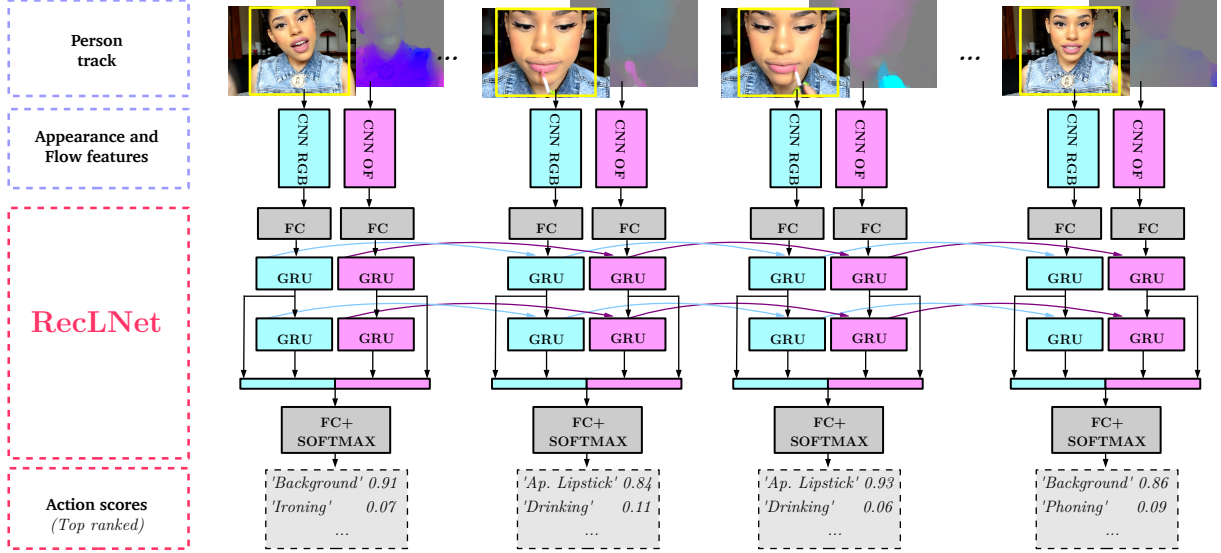 Person
track
... ... ...
Appearance and
Flow features
CNN RGB CNN OF CNN RGB CNN OF CNN RGB CNN OF CNN RGB CNN OF
FC FC FC FC FC FC FC FC
GRU GRU GRU GRU GRU GRU GRU GRU
RecLNet
GRU GRU GRU GRU GRU GRU GRU GRU
FC+ FC+ FC+ FC+
SOFTMAX SOFTMAX SOFTMAX SOFTMAX
Action scores
(Top ranked)
'Background' 0.91
'Ironing' 0.07
...
'Ap. Lipstick' 0.84
'Drinking' 0.11
...
'Ap. Lipstick' 0.93
'Drinking' 0.06
...
'Background' 0.86
'Phoning' 0.09
...